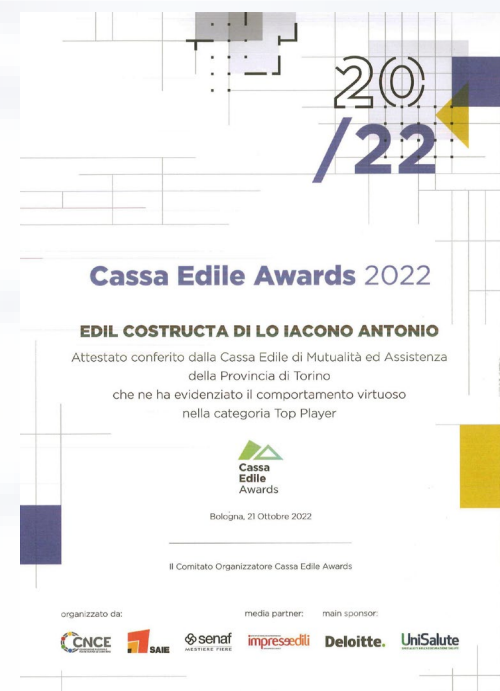 20
/22
Cassa Edile Awards 2022
EDIL COSTRUCTA DI LO IACONO ANTONIO
Attestato conferito dalla Cassa Edile di Mutualità ed Assistenza
della Provincia di Torino
che ne ha evidenziato il comportamento virtuoso
nella categoria Top Player
Cassa
Edile
Awards
Bologna, 21 Ottobre 2022
Il Comitato Organizzatore Cassa Edile Awards
organizzato da: media partner: main sponsor:
CNCE SAIE senaf impreseedili Deloitte. UniSalute
MESTIERE FIERE